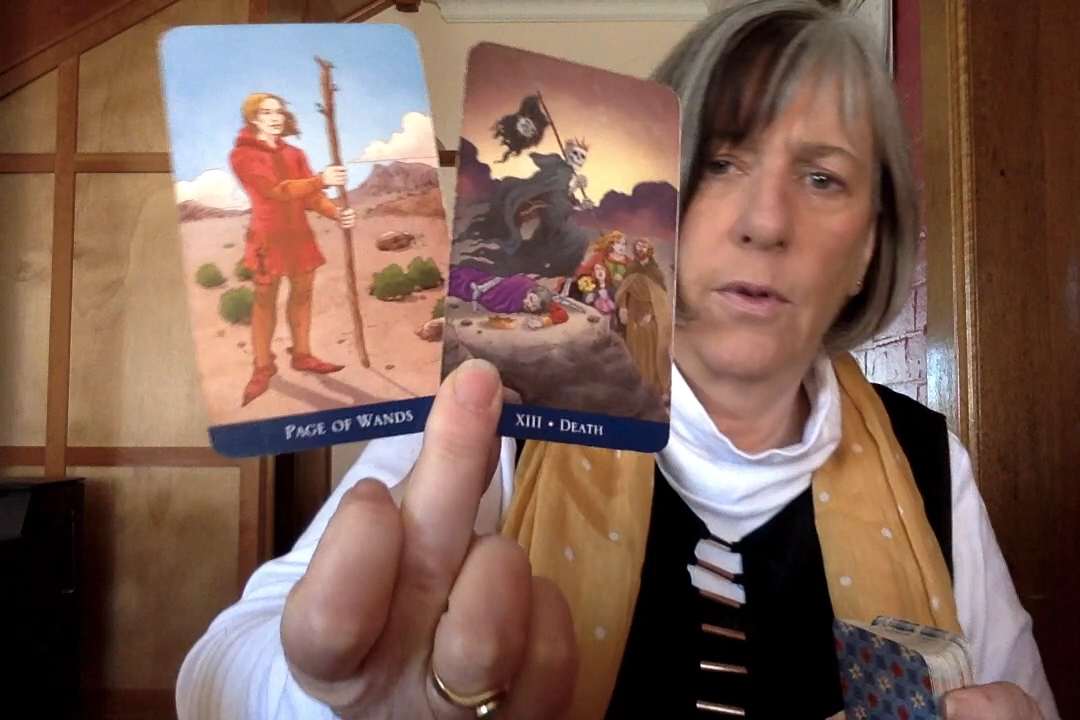 PAGE OF WANDS
XIII • DEATH